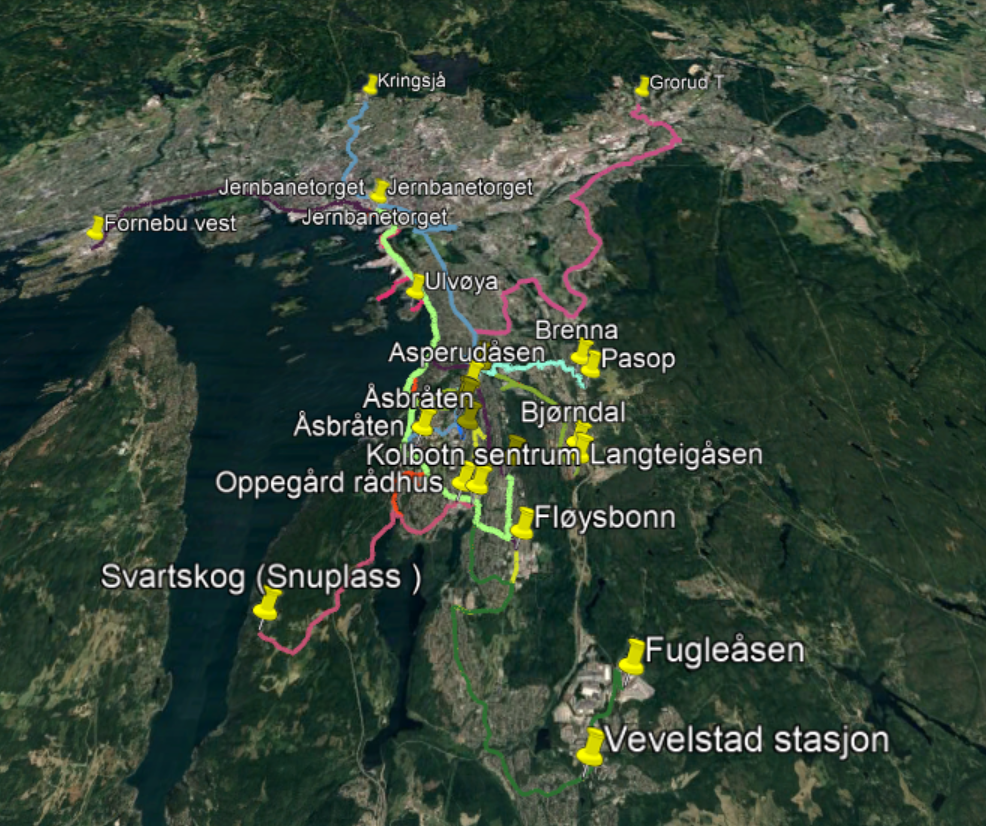 Kringsjå
Grorud T
Jernbanetorget
Jernbanetorget
Jernbanetorget
Fornebu vest
Ulvøya
Brenna
Asperudåsen
Pasop
Åsbråten
Bjørndal
Åsbråten
Kolbotn sentrum
Langteigåsen
Oppegård rådhus
Fløysbonn
Svartskog (Snuplass )
Fugleåsen
Vevelstad stasjon